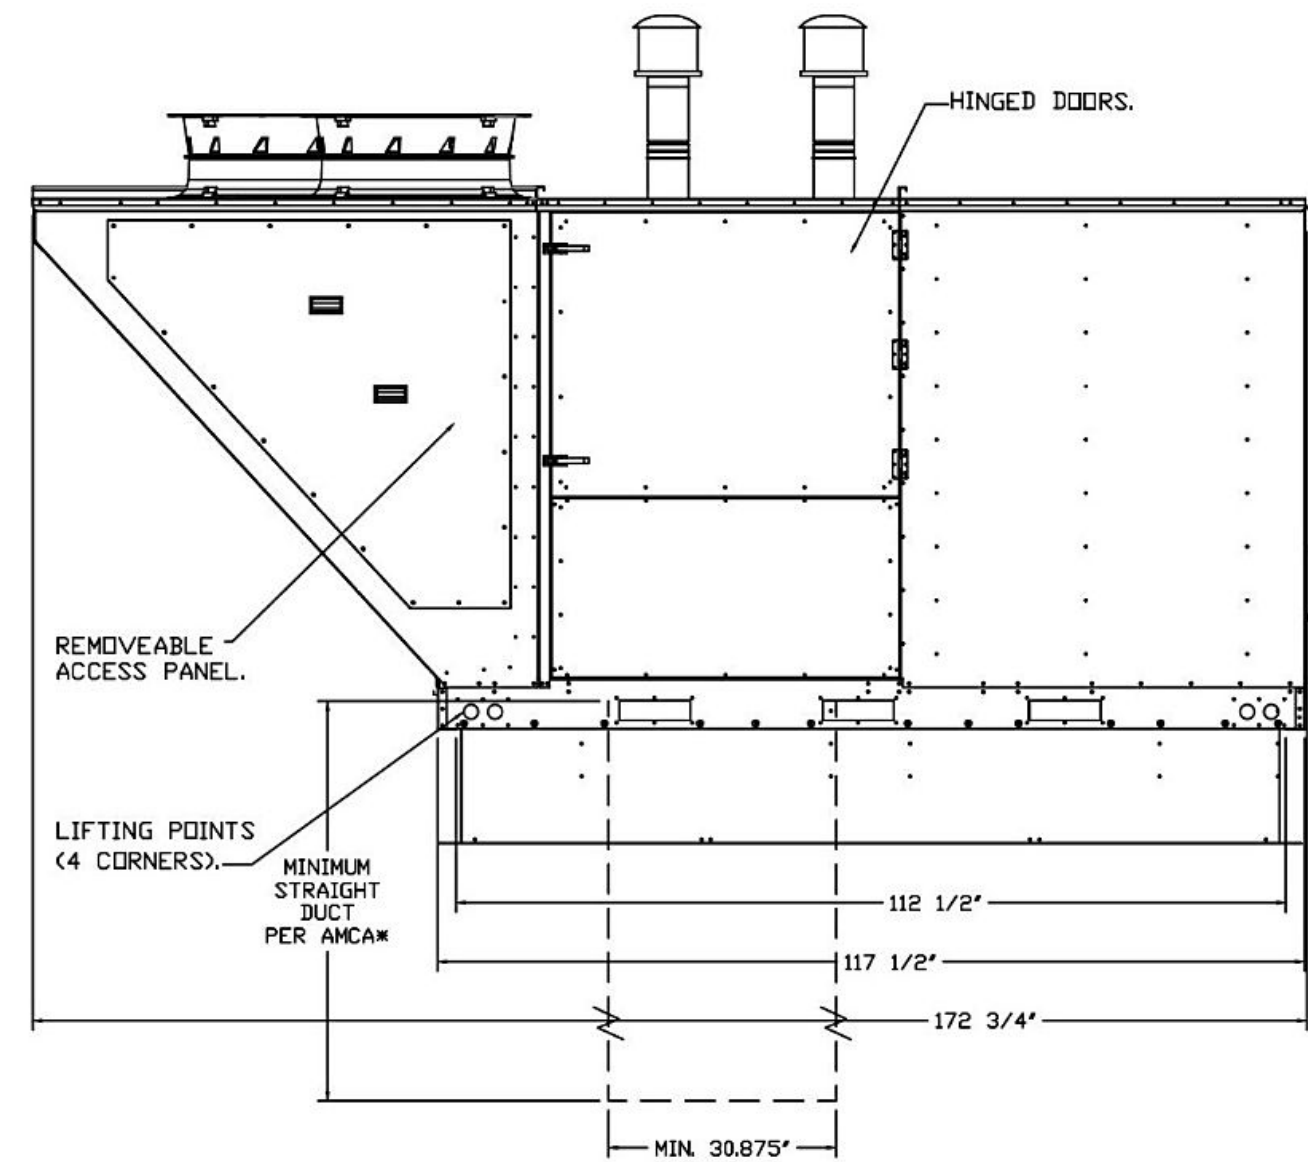 HINGED DOORS.
REMOVEABLE
ACCESS PANEL.
LIFTING POINTS
(4 CORNERS).
MINIMUM
STRAIGHT
DUCT
PER AMCA*
112 1/2"
117 1/2"
172 3/4"
MIN. 30.875"